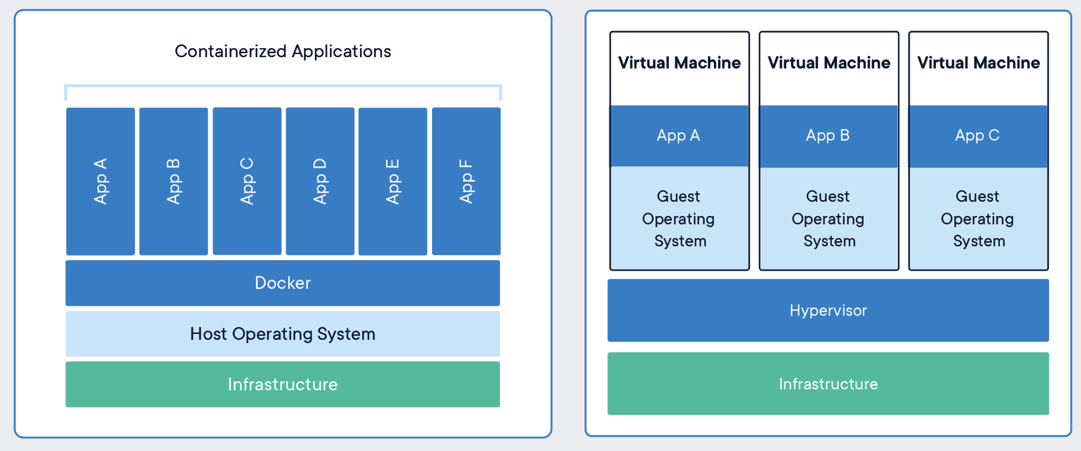 Containerized Applications
App A
App B
App C
App D
App E
App F
Docker
Host Operating System
Infrastructure
Virtual Machine
App A
Guest
Operating
System
Virtual Machine
App B
Guest
Operating
System
Virtual Machine
App C
Guest
Operating
System
Hypervisor
Infrastructure